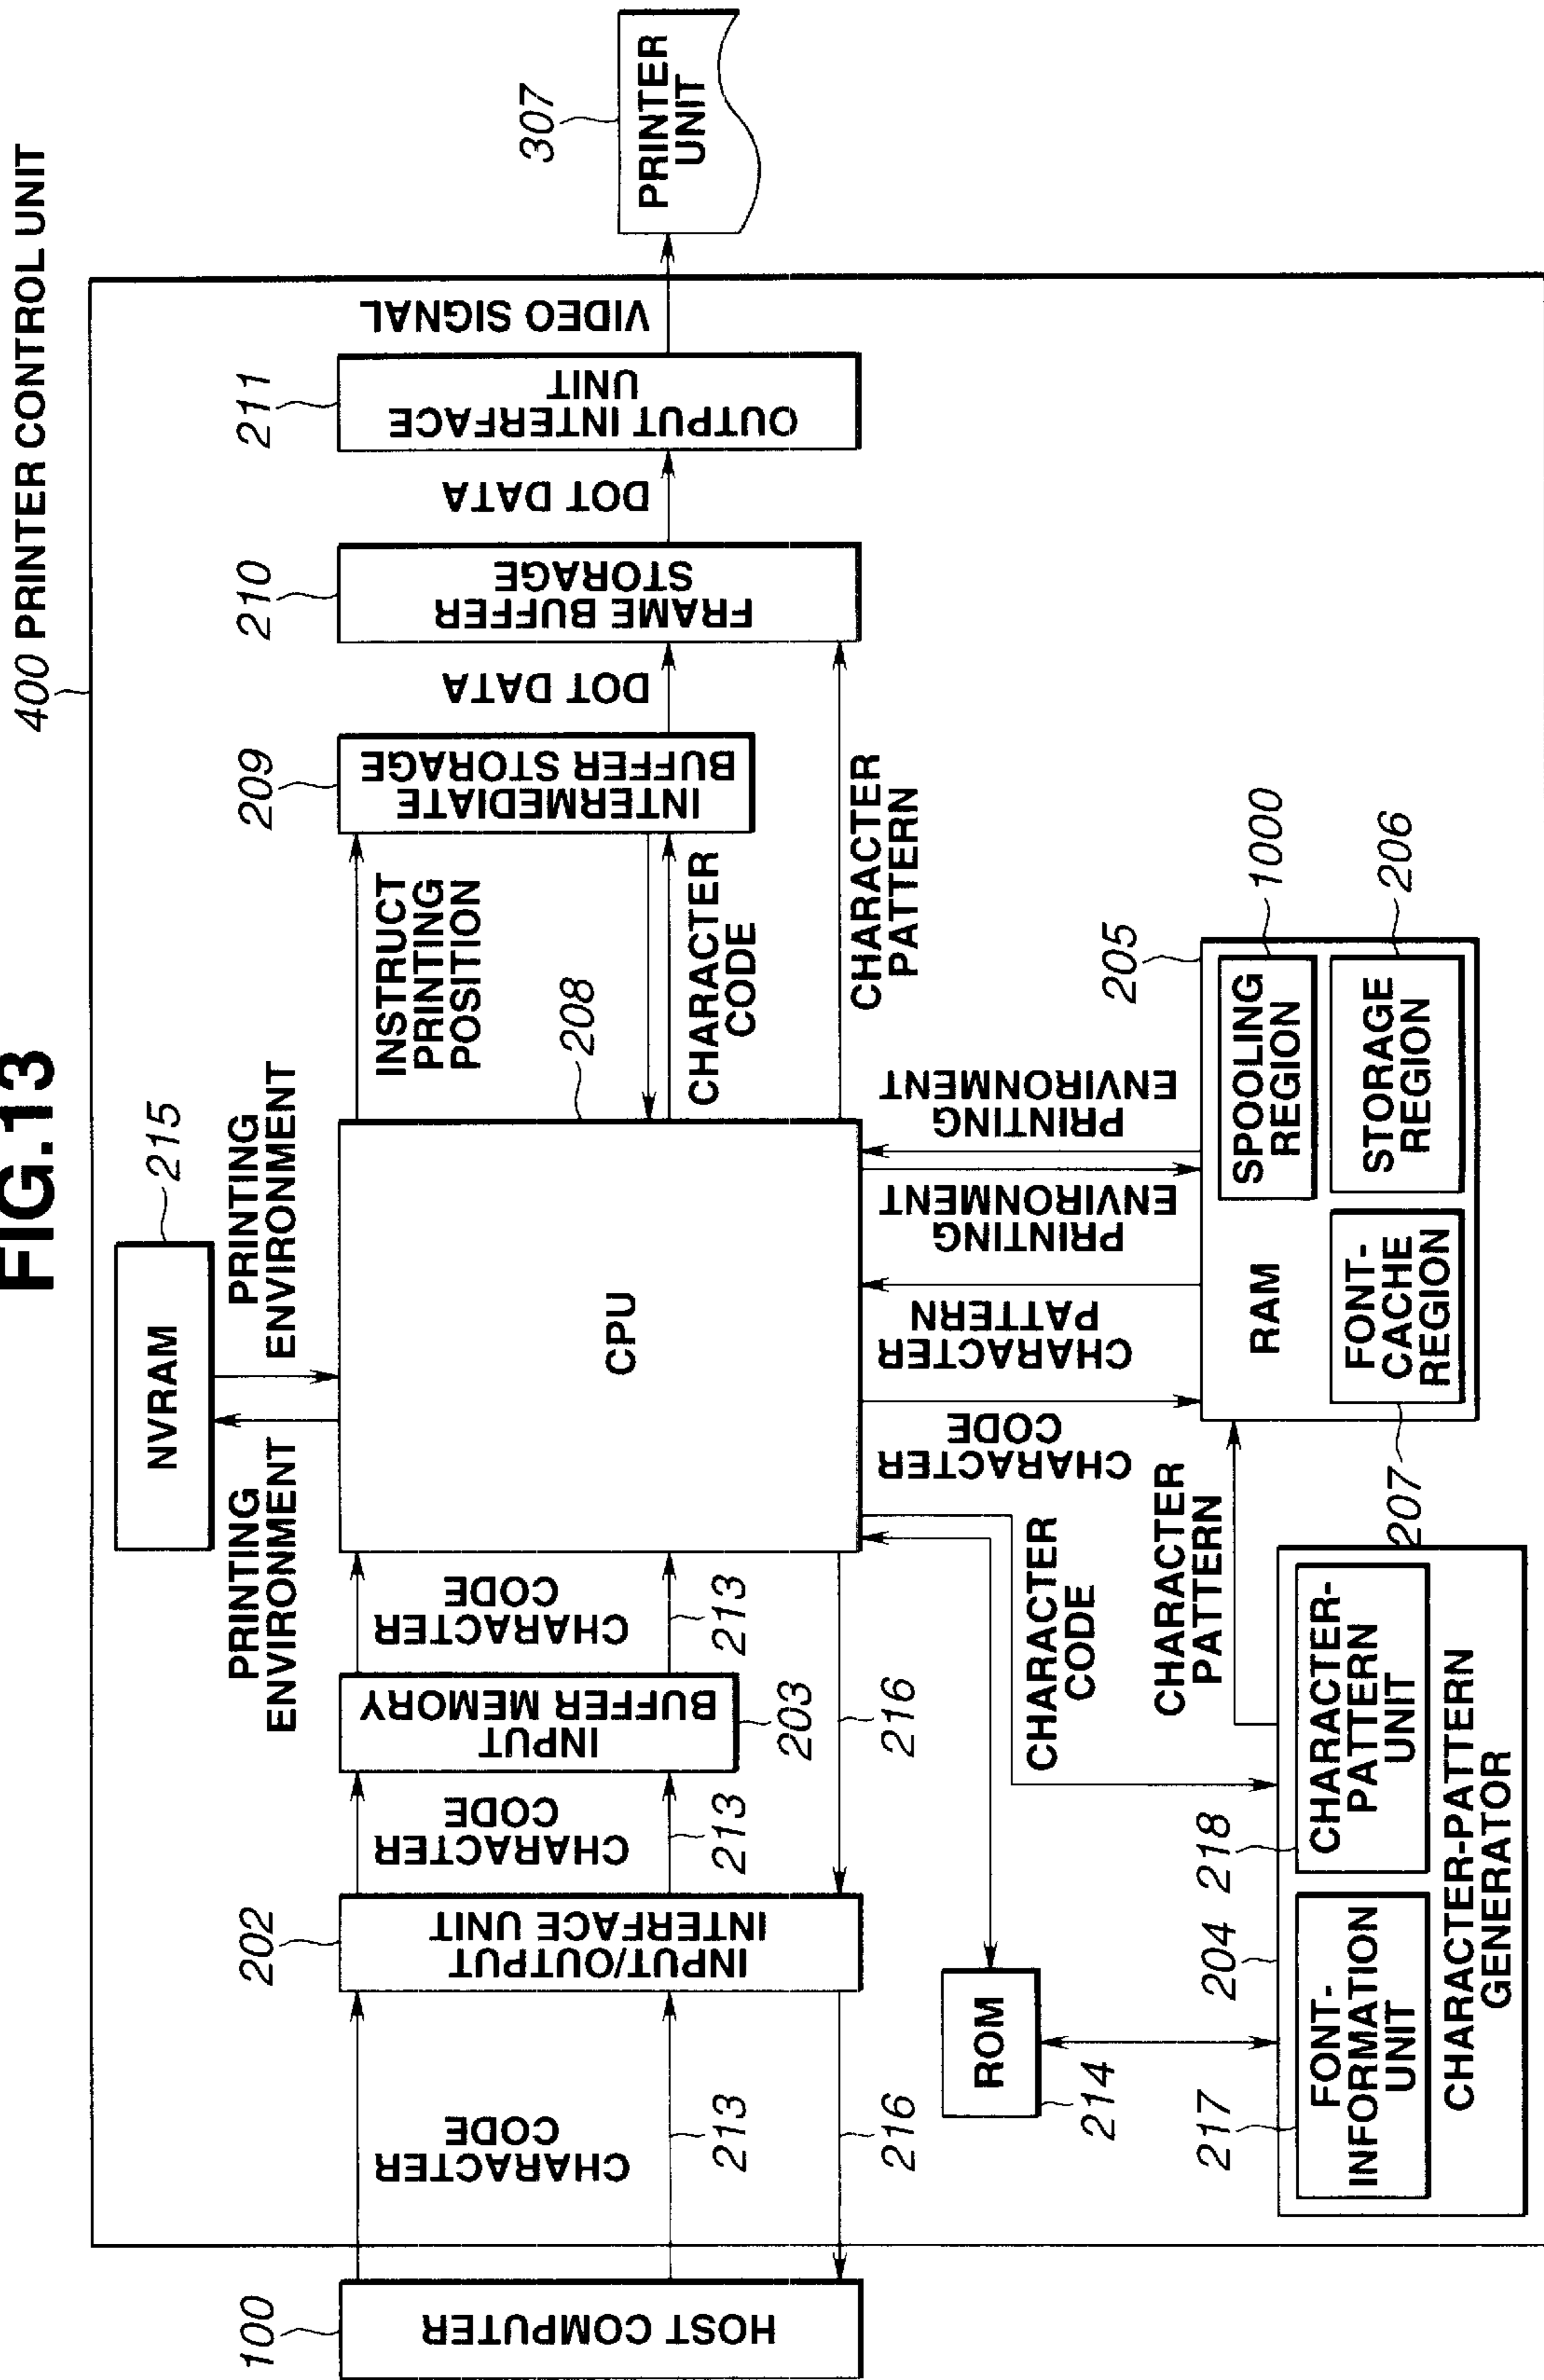 FIG.13
400 PRINTER CONTROL UNIT
100
HOST COMPUTER
CHARACTER
CODE
213
216
202
INPUT/OUTPUT
INTERFACE UNIT
CHARACTER
CODE
213
INPUT
BUFFER MEMORY
203
CHARACTER
CODE
213
216
NVRAM
215
PRINTING
ENVIRONMENT
PRINTING
ENVIRONMENT
CPU
208
INSTRUCT
PRINTING
POSITION
CHARACTER
CODE
CHARACTER
PATTERN
209
INTERMEDIATE
BUFFER STORAGE
DOT DATA
210
FRAME BUFFER
STORAGE
DOT DATA
211
OUTPUT INTERFACE
UNIT
VIDEO SIGNAL
307
PRINTER
UNIT
ROM
214
CHARACTER
CODE
CHARACTER
PATTERN
CHARACTER
CODE
CHARACTER
PATTERN
PRINTING
ENVIRONMENT
PRINTING
ENVIRONMENT
217
204
218
FONT-
INFORMATION
UNIT
CHARACTER-
PATTERN
UNIT
CHARACTER-PATTERN
GENERATOR
205
RAM
207
FONT-
CACHE
REGION
SPOOLING
REGION
1000
STORAGE
REGION
206